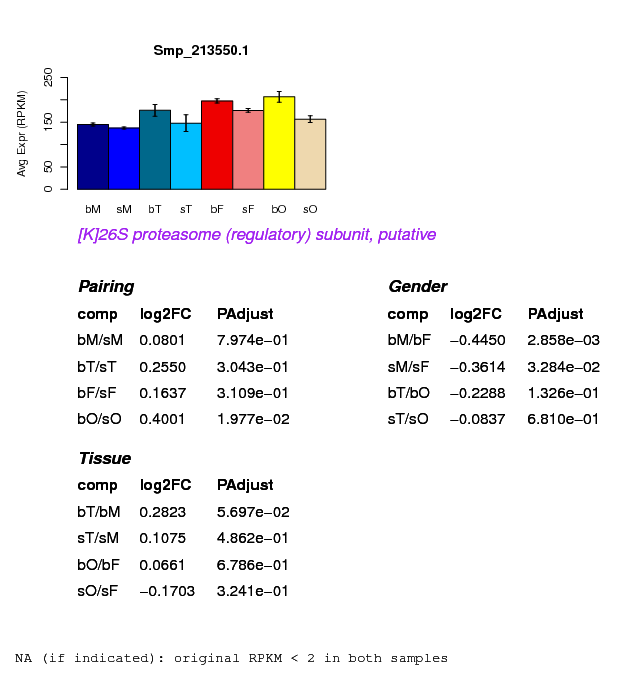 Smp_213550.1
Avg Expr (RPKM)
250
150
50
0
bM sM bT sT bF sF bO sO
[K]26S proteasome (regulatory) subunit, putative
Pairing
comp log2FC PAdjust
bM/sM 0.0801 7.974e−01
bT/sT 0.2550 3.043e−01
bF/sF 0.1637 3.109e−01
bO/sO 0.4001 1.977e−02
Gender
comp log2FC PAdjust
bM/bF −0.4450 2.858e−03
sM/sF −0.3614 3.284e−02
bT/bO −0.2288 1.326e−01
sT/sO −0.0837 6.810e−01
Tissue
comp log2FC PAdjust
bT/bM 0.2823 5.697e−02
sT/sM 0.1075 4.862e−01
bO/bF 0.0661 6.786e−01
sO/sF −0.1703 3.241e−01
NA (if indicated): original RPKM < 2 in both samples